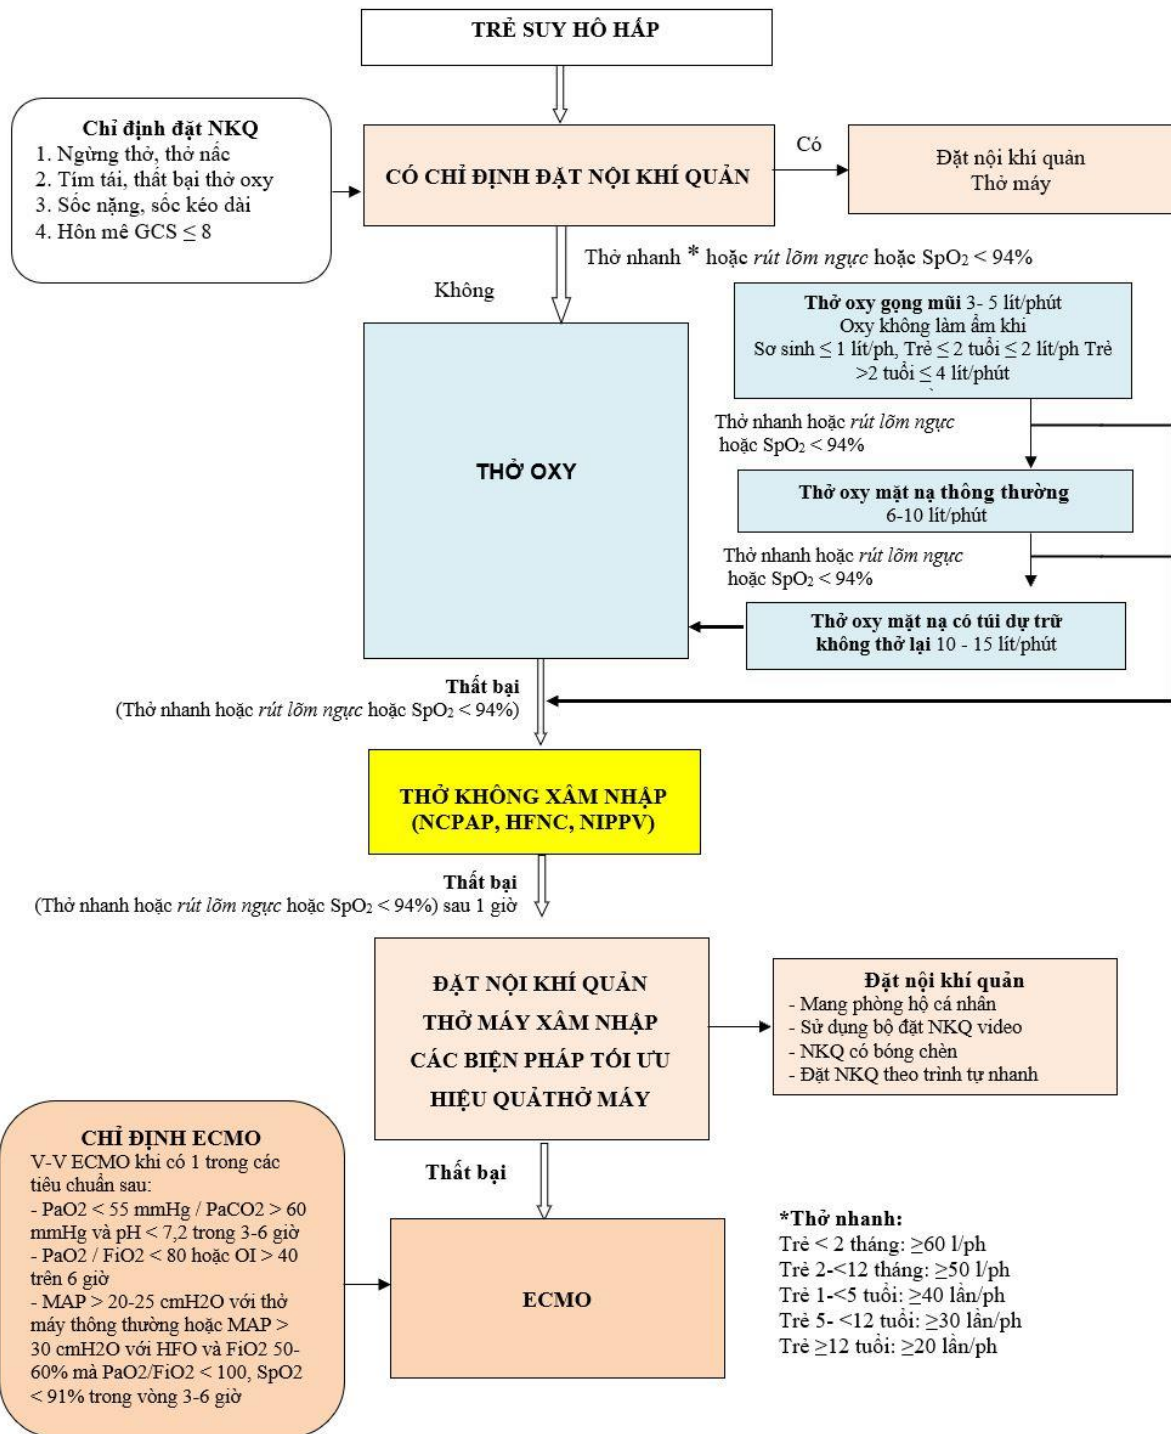 TRẺ SUY HÔ HẤP
Chỉ định đặt NKQ
1. Ngừng thở, thở nấc
2. Tím tái, thất bại thở oxy
3. Sốc nặng, sốc kéo dài
4. Hôn mê GCS ≤ 8
CÓ CHỈ ĐỊNH ĐẶT NỘI KHÍ QUẢN
Có
Đặt nội khí quản
Thở máy
Thở nhanh * hoặc rút lõm ngực hoặc SpO₂ < 94%
Không
THỞ OXY
Thở oxy gọng mũi 3- 5 lít/phút
Oxy không làm ẩm khi
Sơ sinh ≤ 1 lít/ph, Trẻ ≤ 2 tuổi ≤ 2 lít/ph Trẻ
>2 tuổi ≤ 4 lít/phút
Thở nhanh hoặc rút lõm ngực
hoặc SpO₂ < 94%
Thở oxy mặt nạ thông thường
6-10 lít/phút
Thở nhanh hoặc rút lõm ngực
hoặc SpO₂ < 94%
Thở oxy mặt nạ có túi dự trữ
không thở lại 10 - 15 lít/phút
Thất bại
(Thở nhanh hoặc rút lõm ngực hoặc SpO₂ < 94%)
THỞ KHÔNG XÂM NHẬP
(NCPAP, HFNC, NIPPV)
Thất bại
(Thở nhanh hoặc rút lõm ngực hoặc SpO₂ < 94%) sau 1 giờ
ĐẶT NỘI KHÍ QUẢN
THỞ MÁY XÂM NHẬP
CÁC BIỆN PHÁP TỐI ƯU
HIỆU QUẢTHỞ MÁY
Đặt nội khí quản
- Mang phòng hộ cá nhân
- Sử dụng bộ đặt NKQ video
- NKQ có bóng chèn
- Đặt NKQ theo trình tự nhanh
Thất bại
CHỈ ĐỊNH ECMO
V-V ECMO khi có 1 trong các
tiêu chuẩn sau:
- PaO2 < 55 mmHg / PaCO2 > 60
mmHg và pH < 7,2 trong 3-6 giờ
- PaO2 / FiO2 < 80 hoặc OI > 40
trên 6 giờ
- MAP > 20-25 cmH2O với thở
máy thông thường hoặc MAP >
30 cmH2O với HFO và FiO2 50-
60% mà PaO2/FiO2 < 100, SpO2
< 91% trong vòng 3-6 giờ
ECMO
*Thở nhanh:
Trẻ < 2 tháng: ≥60 l/ph
Trẻ 2-<12 tháng: ≥50 l/ph
Trẻ 1-<5 tuổi: ≥40 lần/ph
Trẻ 5- <12 tuổi: ≥30 lần/ph
Trẻ ≥12 tuổi: ≥20 lần/ph